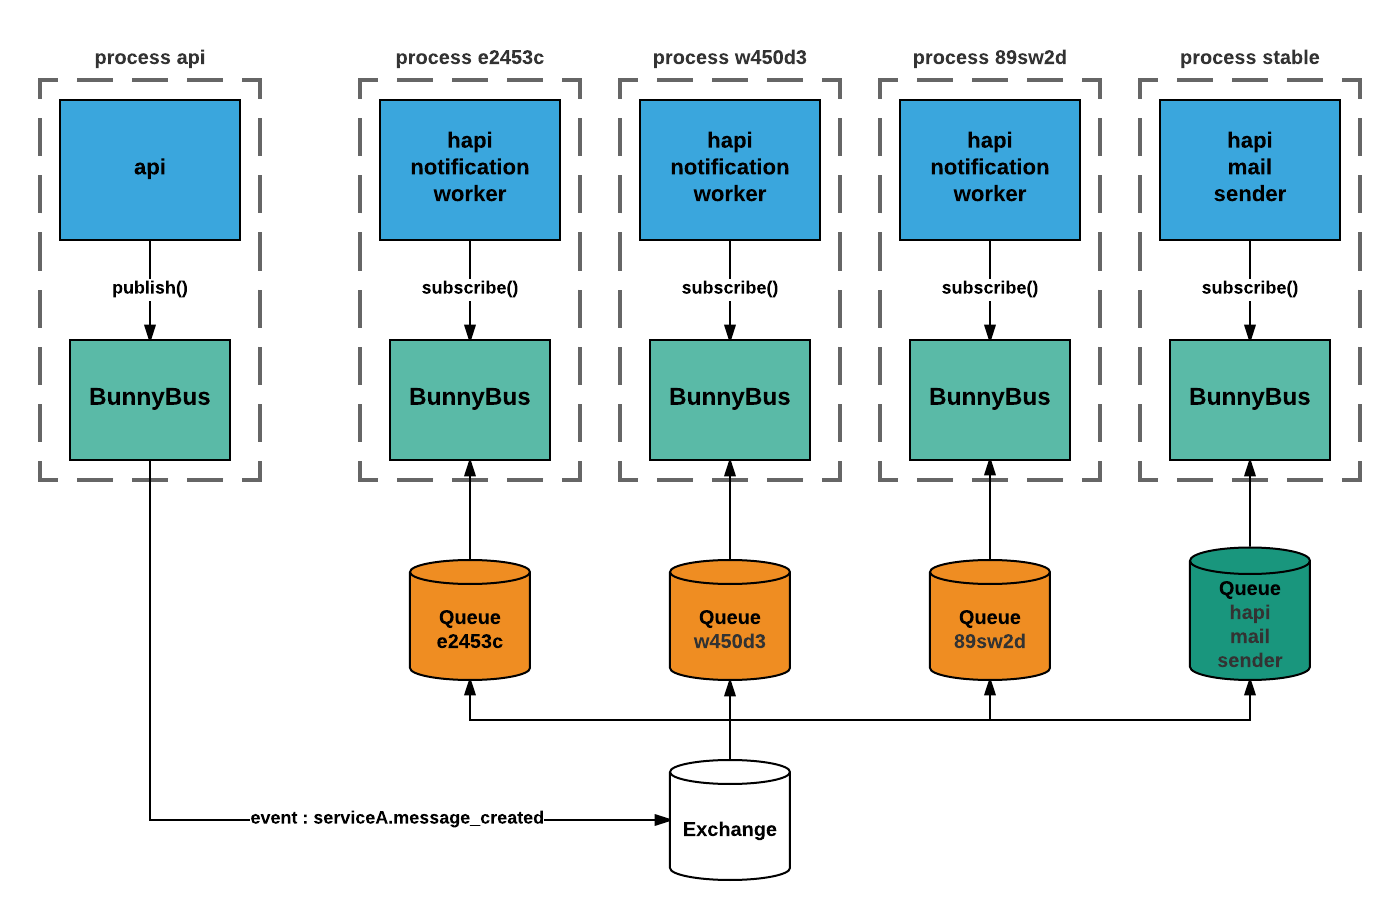 process api
process e2453c
process w450d3
process 89sw2d
process stable
api
hapi
notification
worker
hapi
notification
worker
hapi
notification
worker
hapi
mail
sender
publish()
subscribe()
subscribe()
subscribe()
subscribe()
BunnyBus
BunnyBus
BunnyBus
BunnyBus
BunnyBus
Queue
e2453c
Queue
w450d3
Queue
89sw2d
Queue
hapi
mail
sender
event : serviceA.message_created
Exchange